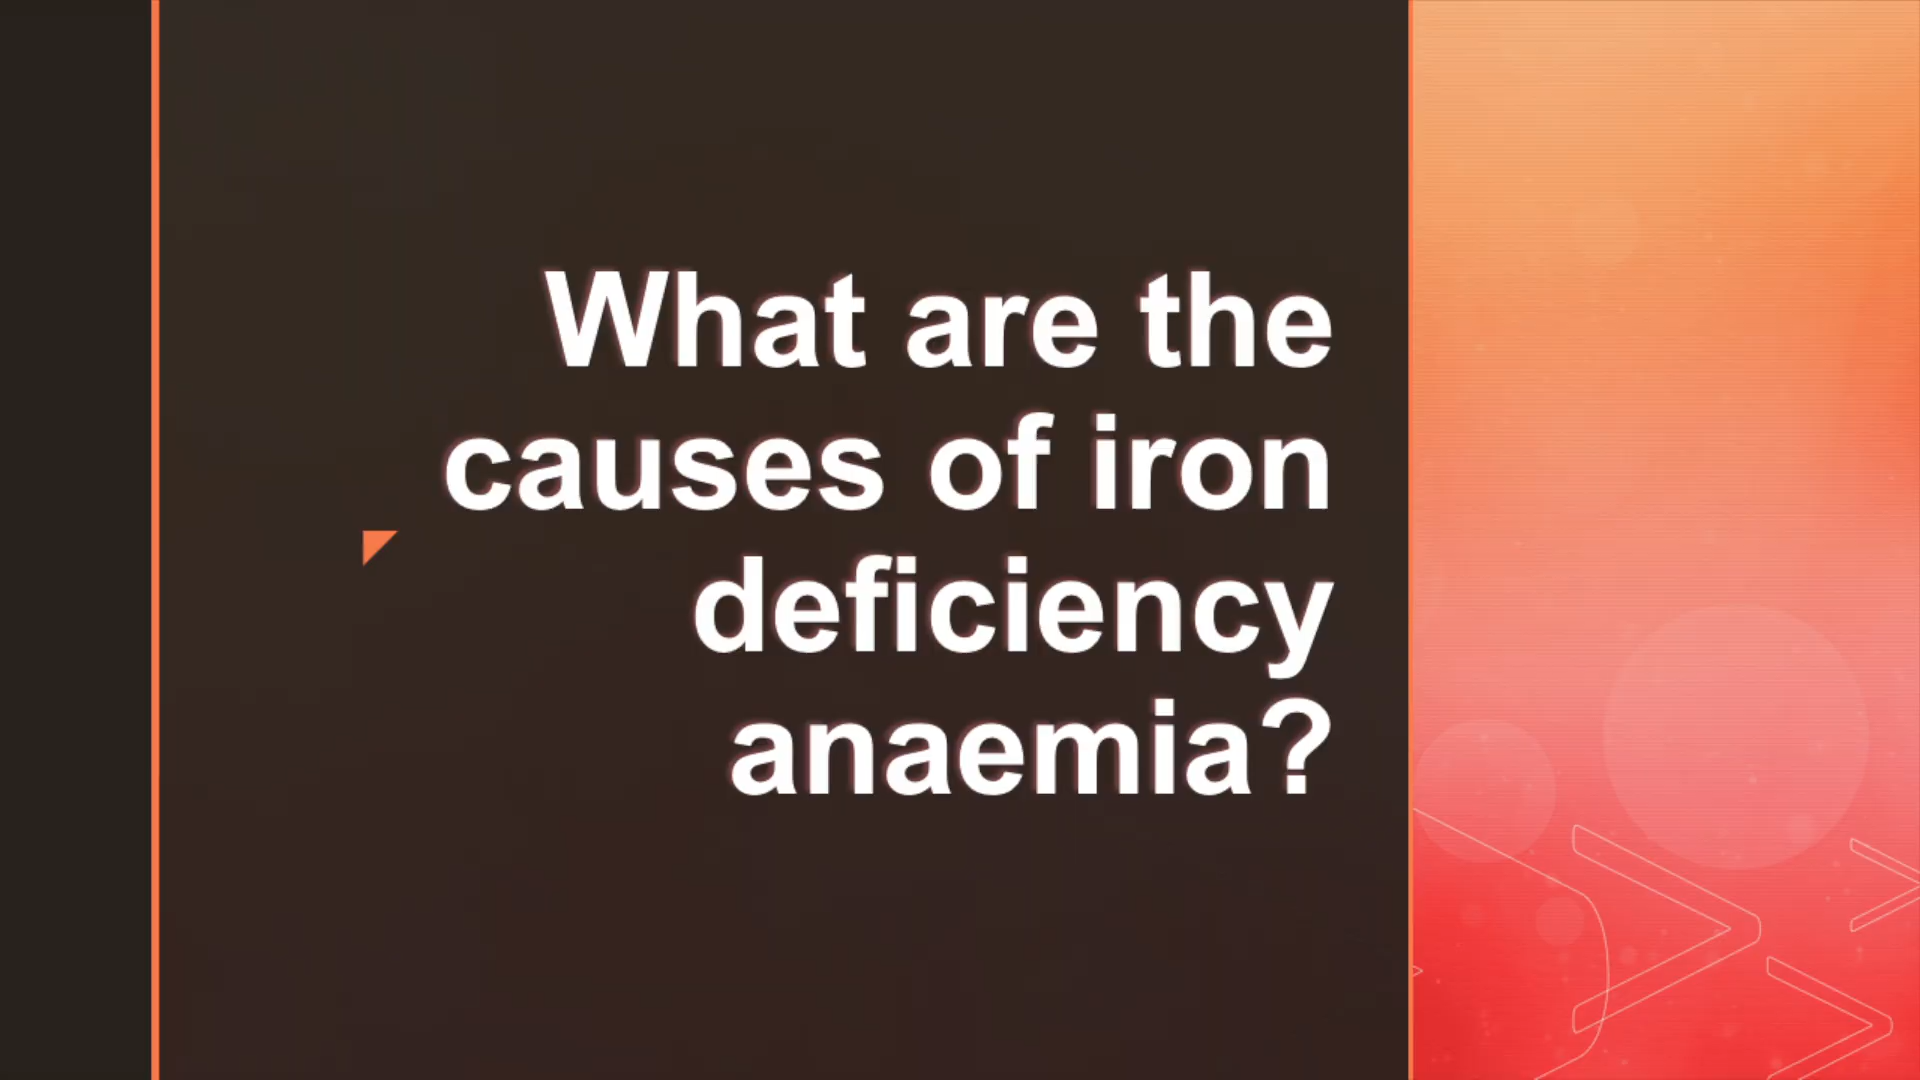 What are the
causes of iron
deficiency
anaemia?